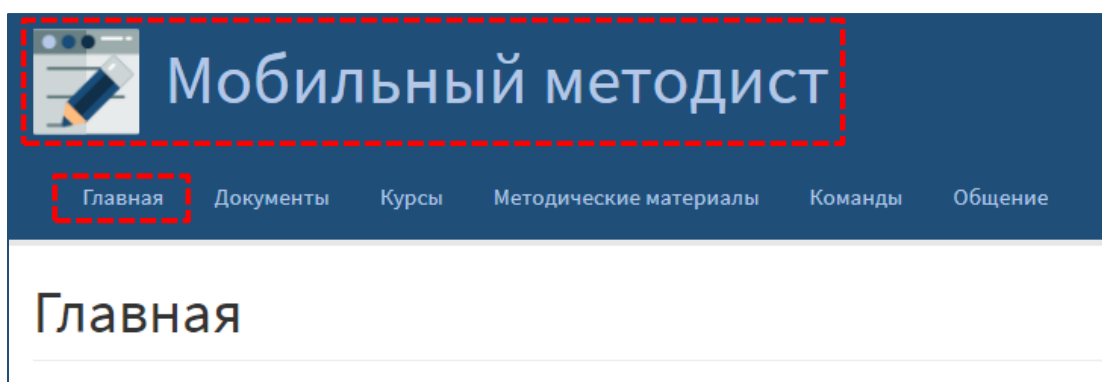 Мобильный методист
Главная Документы Курсы Методические материалы Команды Общение
Главная